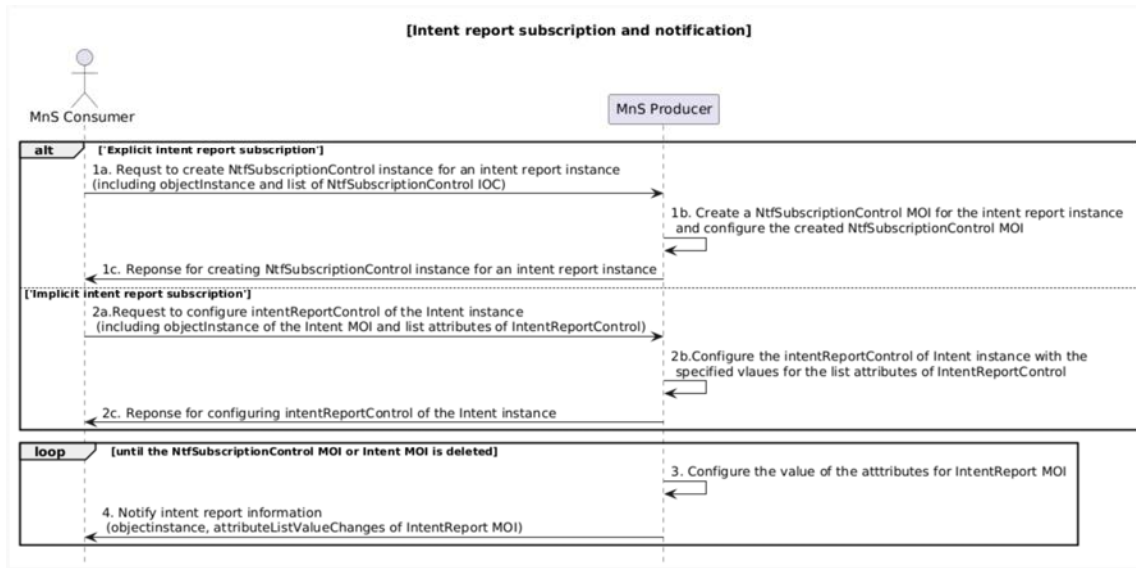 [Intent report subscription and notification]
MnS Consumer
MnS Producer
alt ['Explicit intent report subscription']
1a. Requst to create NtfSubscriptionControl instance for an intent report instance
(including objectInstance and list of NtfSubscriptionControl IOC)
1b. Create a NtfSubscriptionControl MOI for the intent report instance
and configure the created NtfSubscriptionControl MOI
1c. Reponse for creating NtfSubscriptionControl instance for an intent report instance
['Implicit intent report subscription']
2a.Request to configure intentReportControl of the Intent instance
(including objectInstance of the Intent MOI and list attributes of IntentReportControl)
2b.Configure the intentReportControl of Intent instance with the
specified vlaues for the list attributes of IntentReportControl
2c. Reponse for configuring intentReportControl of the Intent instance
loop [until the NtfSubscriptionControl MOI or Intent MOI is deleted]
3. Configure the value of the atttributes for IntentReport MOI
4. Notify intent report information
(objectinstance, attributeListValueChanges of IntentReport MOI)